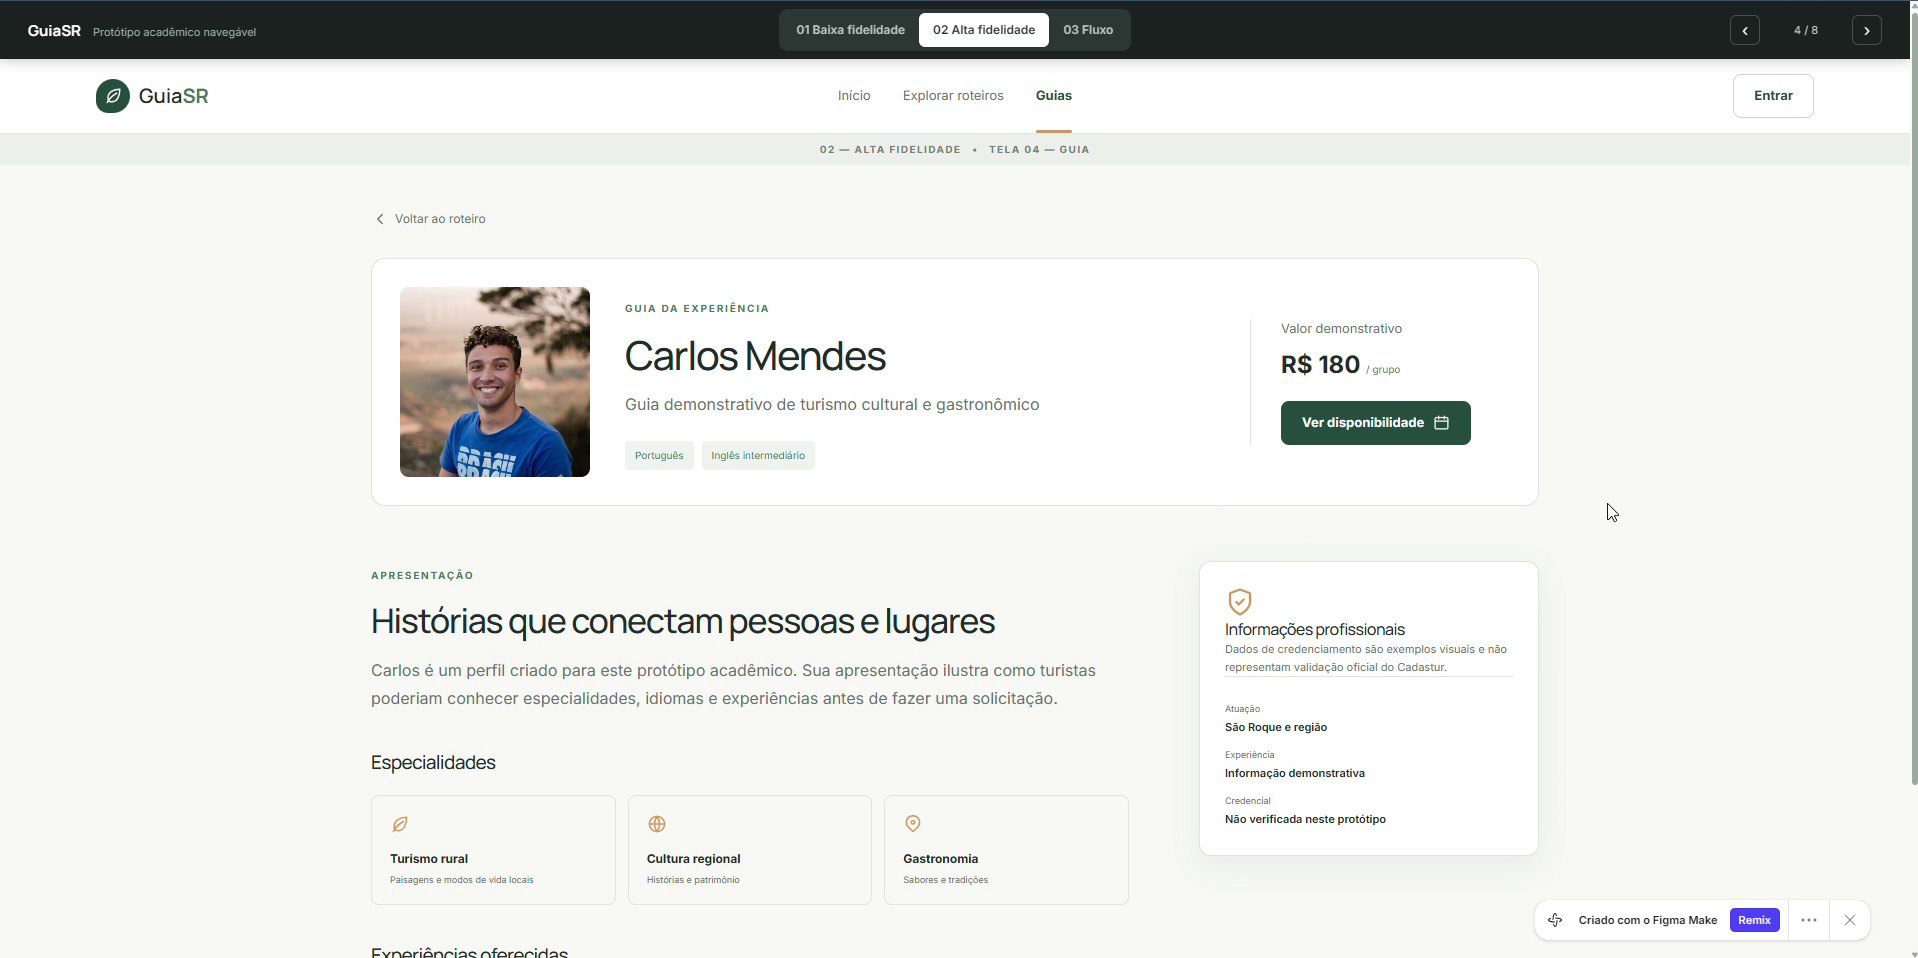 GuiaSR Protótipo acadêmico navegável
01 Baixa fidelidade 02 Alta fidelidade 03 Fluxo
4 / 8
GuiaSR
Início Explorar roteiros Guias
Entrar
02 — ALTA FIDELIDADE • TELA 04 — GUIA
Voltar ao roteiro
GUIA DA EXPERIÊNCIA
Carlos Mendes
Guia demonstrativo de turismo cultural e gastronômico
Português Inglês intermediário
Valor demonstrativo
R$ 180 / grupo
Ver disponibilidade
BRASIL
APRESENTAÇÃO
Histórias que conectam pessoas e lugares
Carlos é um perfil criado para este protótipo acadêmico. Sua apresentação ilustra como turistas
poderiam conhecer especialidades, idiomas e experiências antes de fazer uma solicitação.
Especialidades
Turismo rural
Paisagens e modos de vida locais
Cultura regional
Histórias e patrimônio
Gastronomia
Sabores e tradições
Experiências oferecidas
Informações profissionais
Dados de credenciamento são exemplos visuais e não
representam validação oficial do Cadastur.
Atuação
São Roque e região
Experiência
Informação demonstrativa
Credencial
Não verificada neste protótipo
Criado com o Figma Make Remix